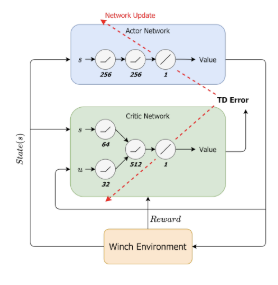 Network Update
Actor Network
s
Value
256
256
1
TD Error
Critic Network
s
64
Value
512
1
u
32
State(s)
Reward
Winch Environment